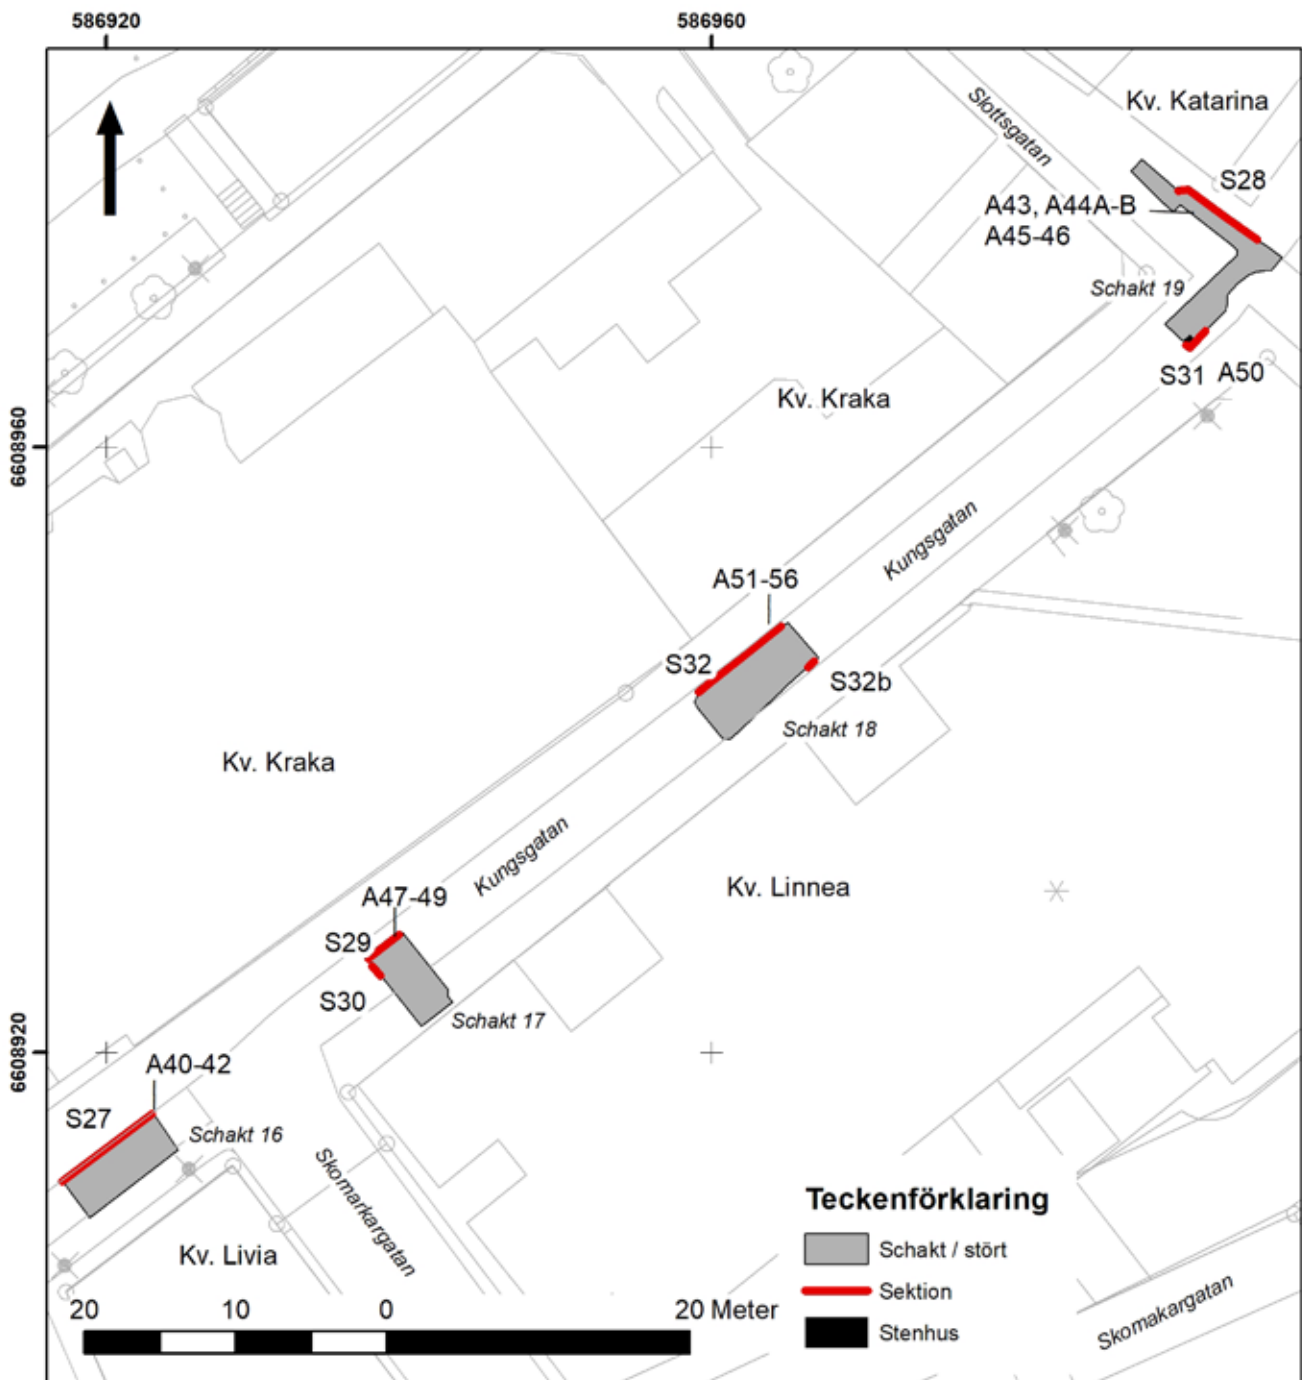 586920
586960
Kv. Katarina
Slottsgatan
S28
A43, A44A-B
A45-46
Schakt 19
S31 A50
Kv. Kraka
6608960
Kungsgatan
A51-56
S32
S32b
Schakt 18
Kv. Kraka
Kungsgatan
Kv. Linnea
A47-49
S29
S30
Schakt 17
6608920
A40-42
S27
Schakt 16
Skomarkargatan
Kv. Livia
Teckenförklaring
Schakt / stört
Sektion
Stenhus
20 10 0 20 Meter
Skomakargatan